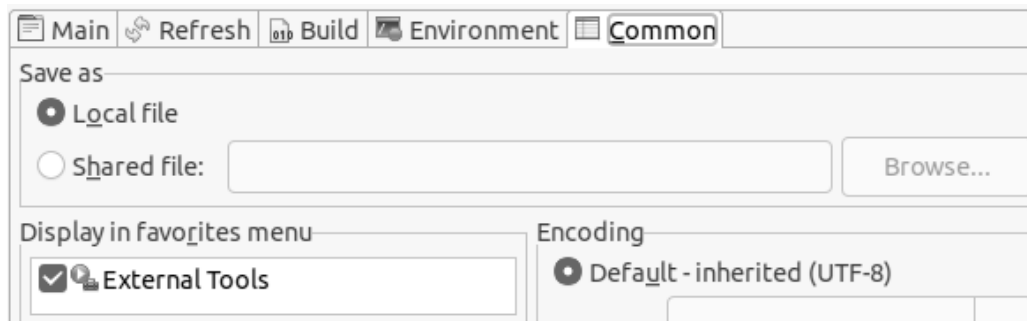 Main Refresh Build Environment Common
Save as
Local file
Shared file: Browse...
Display in favorites menu Encoding
External Tools Default - inherited (UTF-8)